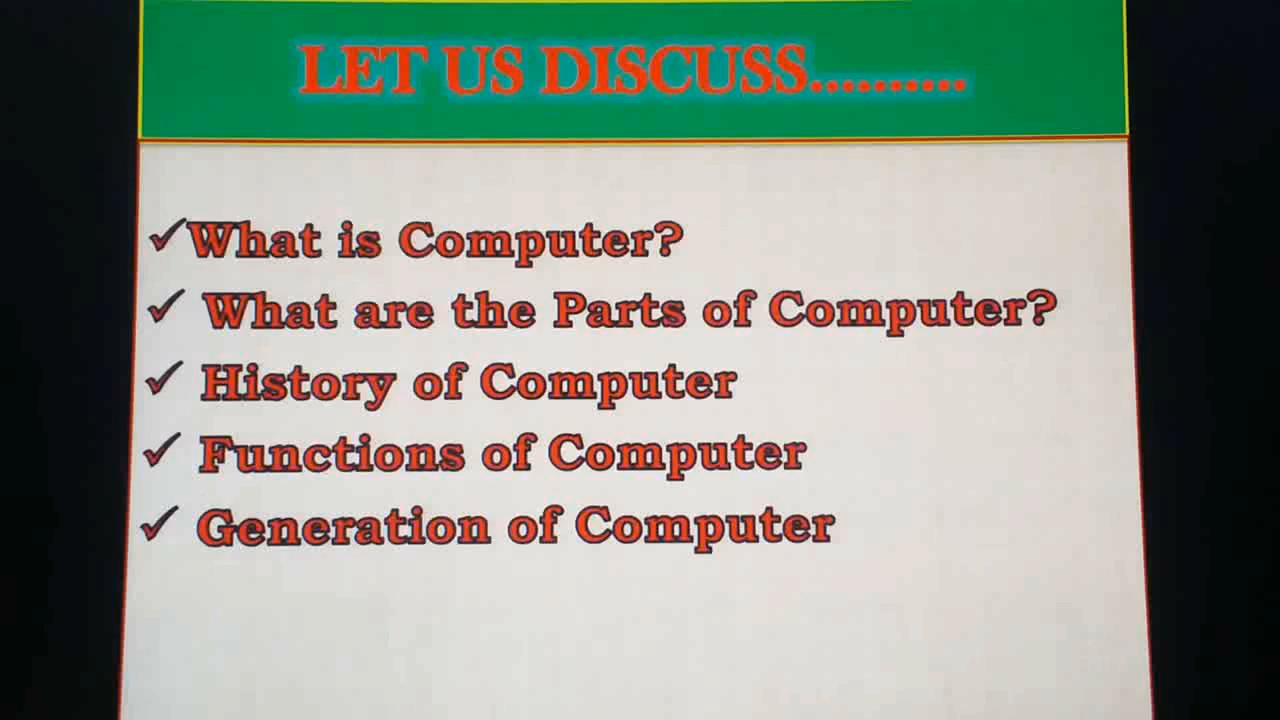 LET US DISCUSS..........
✓What is Computer?
✓ What are the Parts of Computer?
✓ History of Computer
✓ Functions of Computer
✓ Generation of Computer